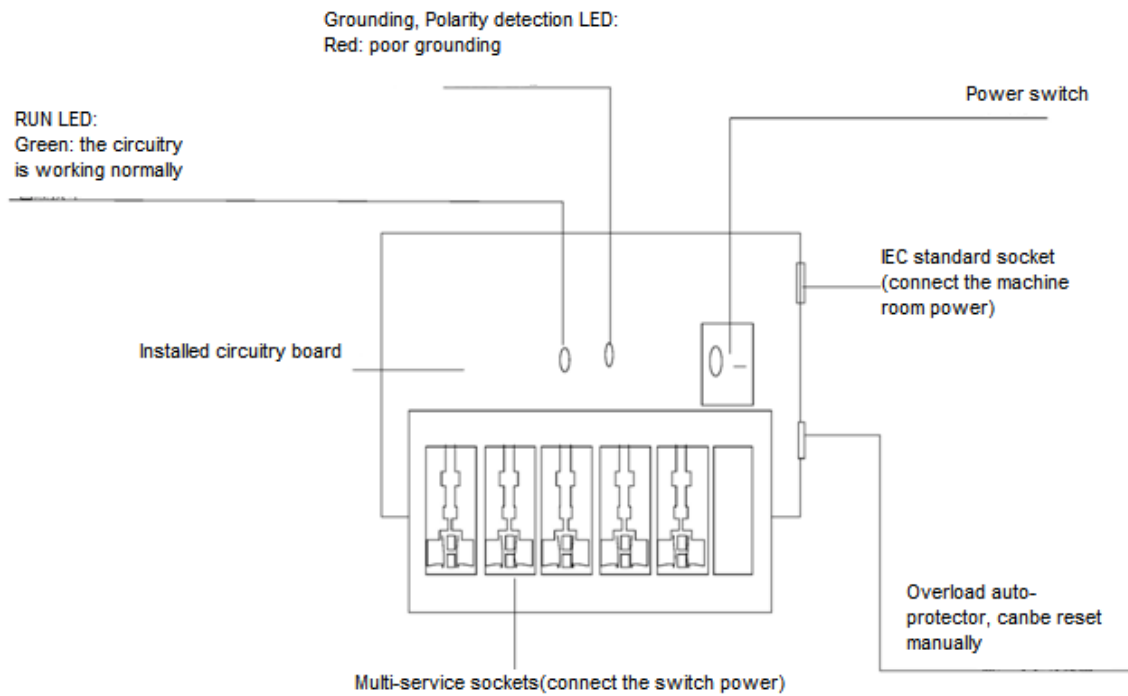 Grounding, Polarity detection LED:
Red: poor grounding
Power switch
RUN LED:
Green: the circuitry
is working normally
IEC standard socket
(connect the machine
room power)
Installed circuitry board
Overload auto-
protector, canbe reset
manually
Multi-service sockets(connect the switch power)